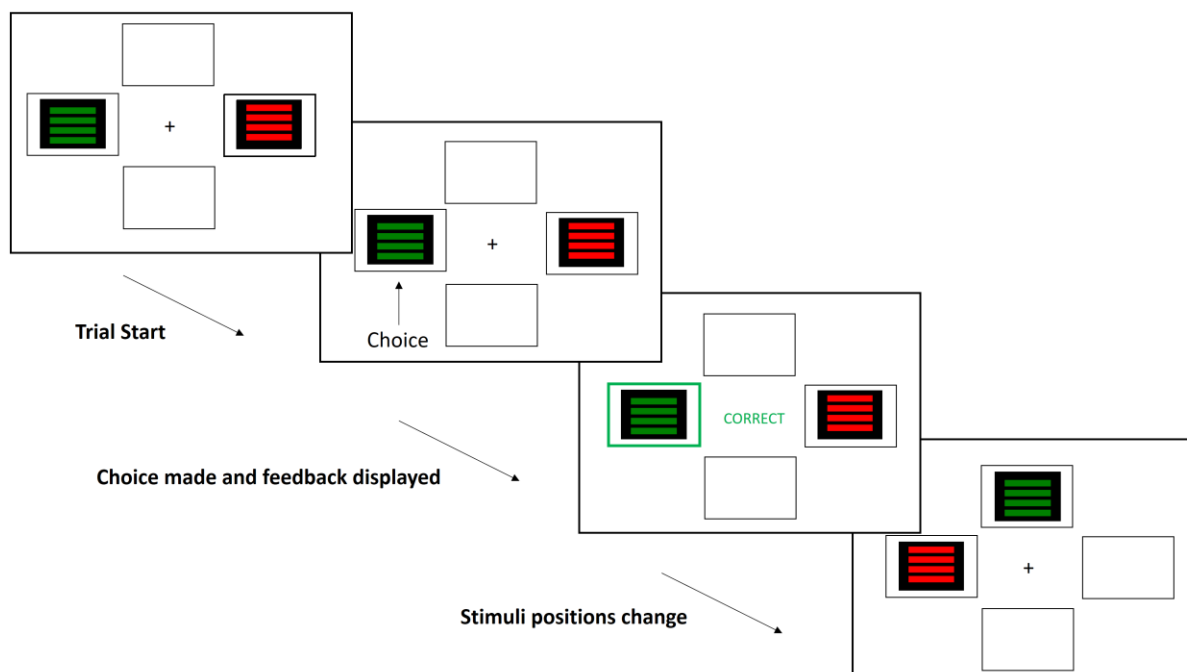 +
+
Trial Start
Choice
CORRECT
Choice made and feedback displayed
+
Stimuli positions change